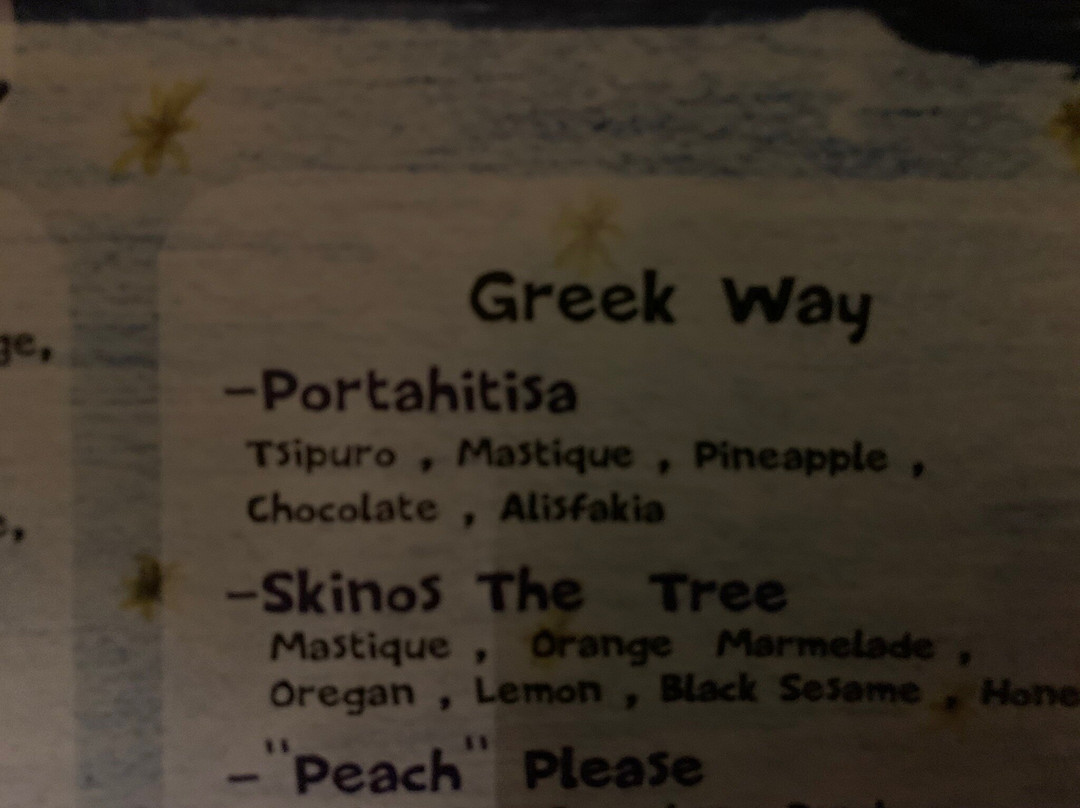 ge,
e,
Greek Way
-Portahitisa
Tsipuro , Mastique , Pineapple ,
Chocolate , Alisfakia
-Skinos The Tree
Mastique , Orange Marmelade ,
Oregan , Lemon , Black Sesame , Hone
-"Peach" Please